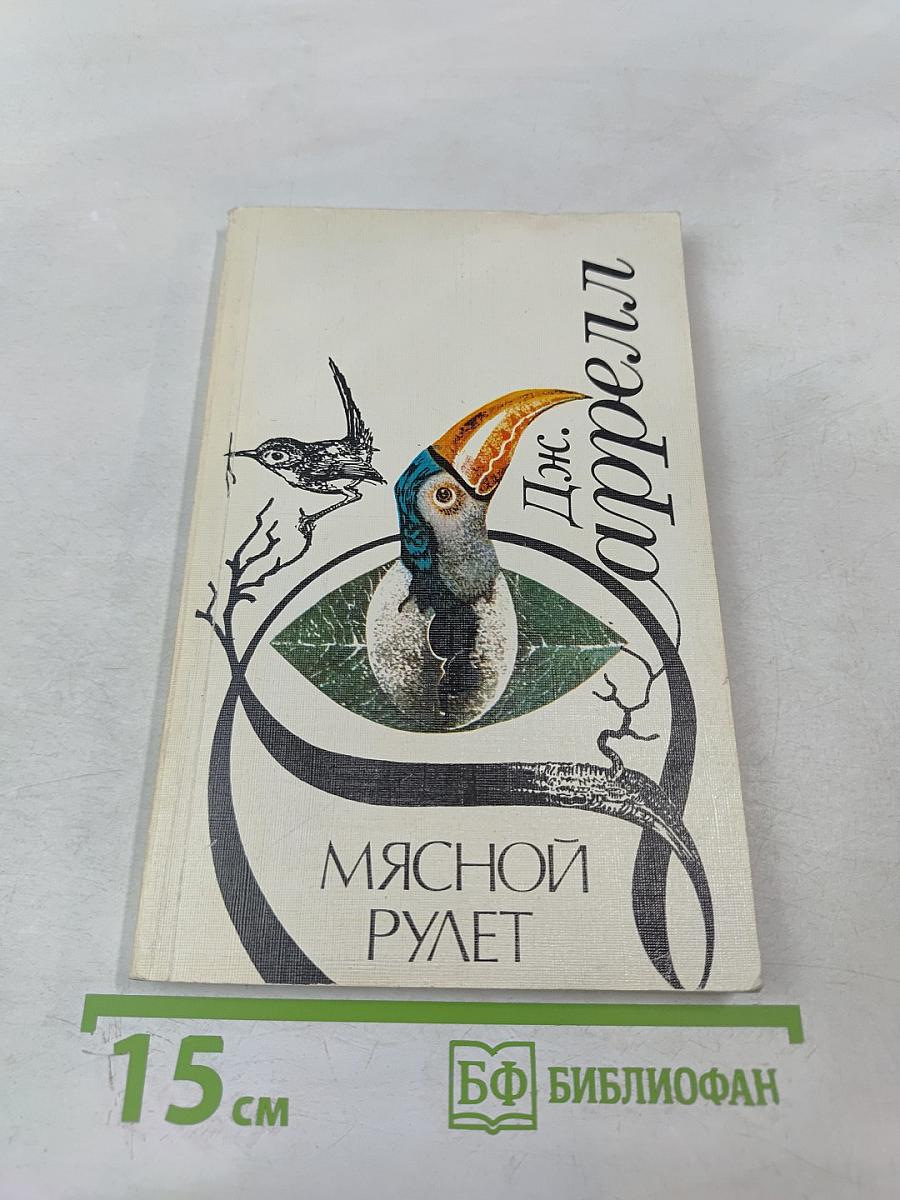 Дж.
Даррелл
МЯСНОЙ
РУЛЕТ
15 см
БФ БИБЛИОФАН